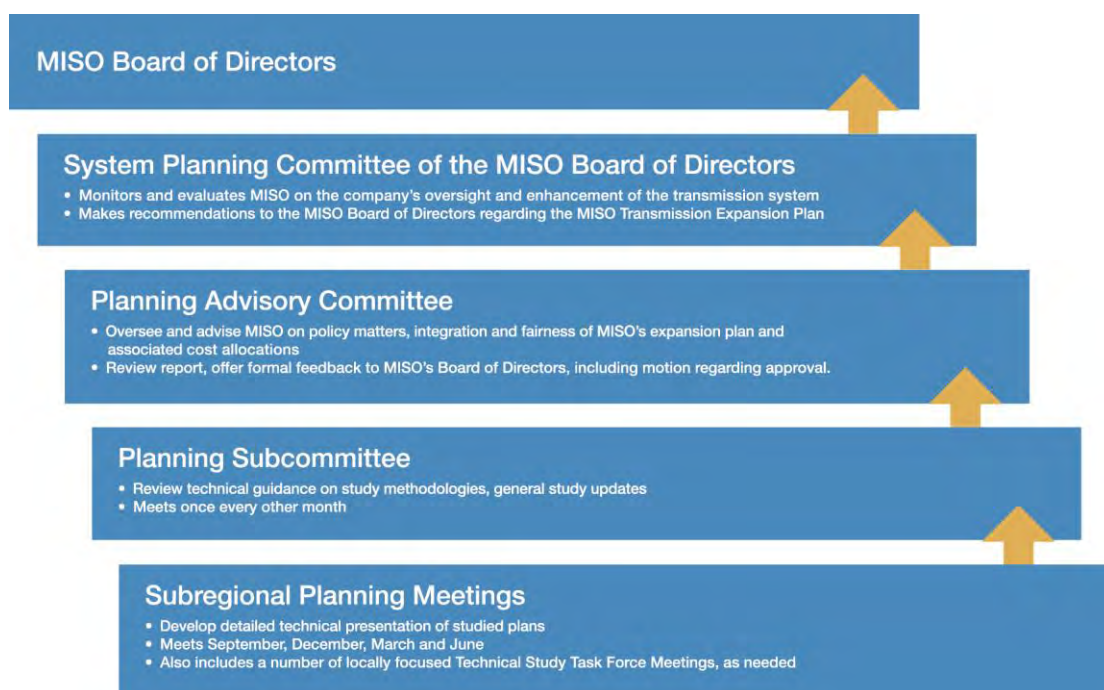 MISO Board of Directors
System Planning Committee of the MISO Board of Directors
• Monitors and evaluates MISO on the company's oversight and enhancement of the transmission system
• Makes recommendations to the MISO Board of Directors regarding the MISO Transmission Expansion Plan
Planning Advisory Committee
• Oversee and advise MISO on policy matters, integration and fairness of MISO's expansion plan and
associated cost allocations
• Review report, offer formal feedback to MISO's Board of Directors, including motion regarding approval.
Planning Subcommittee
• Review technical guidance on study methodologies, general study updates
• Meets once every other month
Subregional Planning Meetings
• Develop detailed technical presentation of studied plans
• Meets September, December, March and June
• Also includes a number of locally focused Technical Study Task Force Meetings, as needed